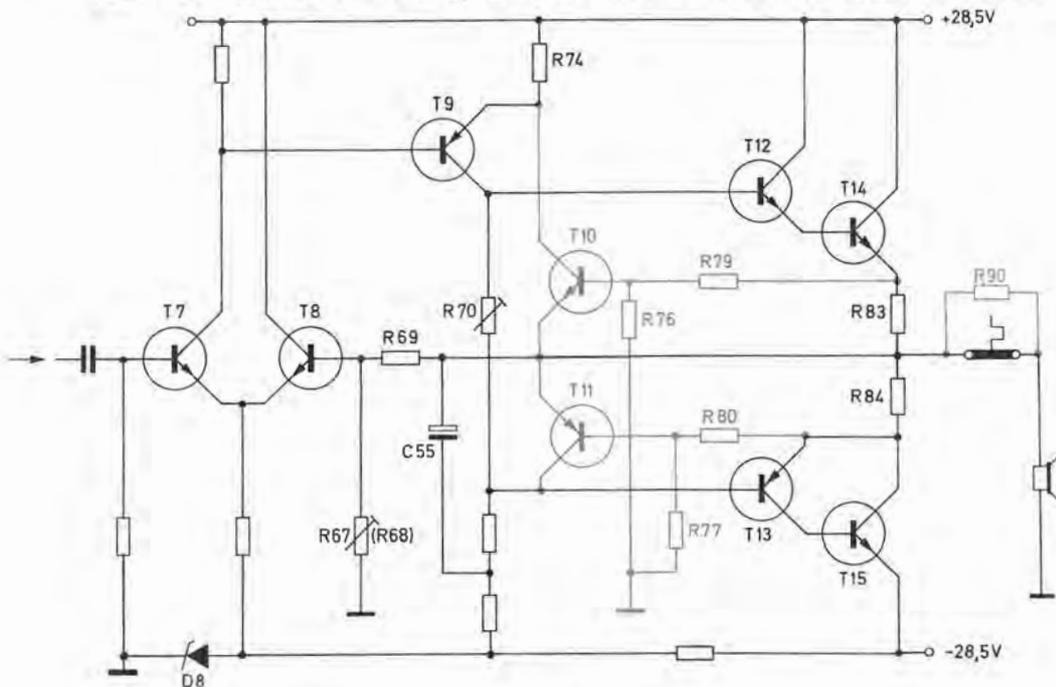 +28,5V
R74
T9
T12
T14
T10
R79
R90
T7
T8
R70
R76
R83
R69
R84
T11
R80
C55
R67 (R68)
R77
T13
T15
D8
-28,5V